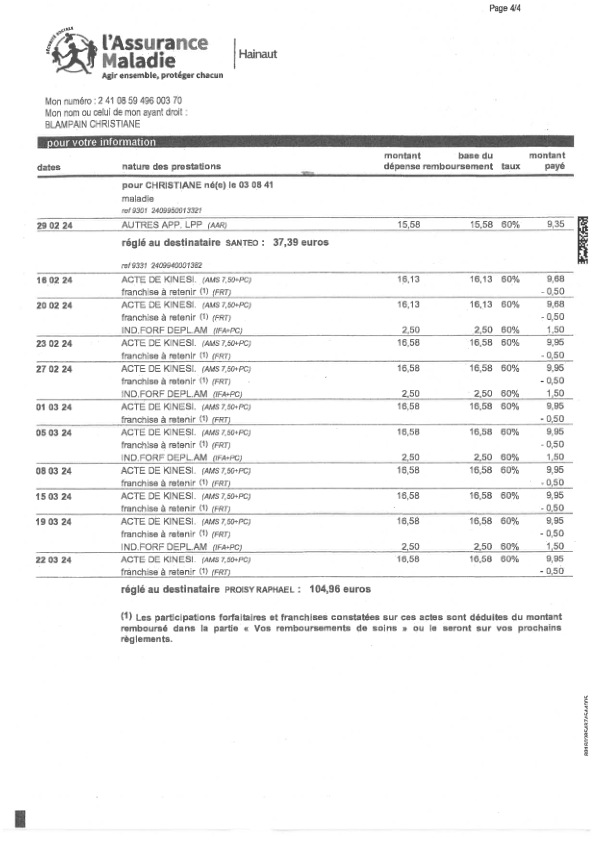 Page 4/4
SÉCURITÉ SOCIALE
l'Assurance
Maladie
Agir ensemble, protéger chacun
Hainaut
Mon numéro : 2 41 08 59 496 003 70
Mon nom ou celui de mon ayant droit :
BLAMPAIN CHRISTIANE
pour votre information
dates nature des prestations montant dépense base du remboursement taux montant payé
pour CHRISTIANE né(e) le 03 08 41
maladie
ref 9301 2409950013321
29 02 24 AUTRES APP. LPP (AAR) 15,58 15,58 60% 9,35
réglé au destinataire SANTEO : 37,39 euros
ref 9331 2409940001362
16 02 24 ACTE DE KINESI. (AMS 7,50+PC) 16,13 16,13 60% 9,68
franchise à retenir (1) (FRT) - 0,50
20 02 24 ACTE DE KINESI. (AMS 7,50+PC) 16,13 16,13 60% 9,68
franchise à retenir (1) (FRT) - 0,50
IND.FORF DEPL.AM (IFA+PC) 2,50 2,50 60% 1,50
23 02 24 ACTE DE KINESI. (AMS 7,50+PC) 16,58 16,58 60% 9,95
franchise à retenir (1) (FRT) - 0,50
27 02 24 ACTE DE KINESI. (AMS 7,50+PC) 16,58 16,58 60% 9,95
franchise à retenir (1) (FRT) - 0,50
IND.FORF DEPL.AM (IFA+PC) 2,50 2,50 60% 1,50
01 03 24 ACTE DE KINESI. (AMS 7,50+PC) 16,58 16,58 60% 9,95
franchise à retenir (1) (FRT) - 0,50
05 03 24 ACTE DE KINESI. (AMS 7,50+PC) 16,58 16,58 60% 9,95
franchise à retenir (1) (FRT) - 0,50
IND.FORF DEPL.AM (IFA+PC) 2,50 2,50 60% 1,50
08 03 24 ACTE DE KINESI. (AMS 7,50+PC) 16,58 16,58 60% 9,95
franchise à retenir (1) (FRT) - 0,50
15 03 24 ACTE DE KINESI. (AMS 7,50+PC) 16,58 16,58 60% 9,95
franchise à retenir (1) (FRT) - 0,50
19 03 24 ACTE DE KINESI. (AMS 7,50+PC) 16,58 16,58 60% 9,95
franchise à retenir (1) (FRT) - 0,50
IND.FORF DEPL.AM (IFA+PC) 2,50 2,50 60% 1,50
22 03 24 ACTE DE KINESI. (AMS 7,50+PC) 16,58 16,58 60% 9,95
franchise à retenir (1) (FRT) - 0,50
réglé au destinataire PROISY RAPHAEL : 104,96 euros
(1) Les participations forfaitaires et franchises constatées sur ces actes sont déduites du montant
remboursé dans la partie « Vos remboursements de soins » ou le seront sur vos prochains
règlements.